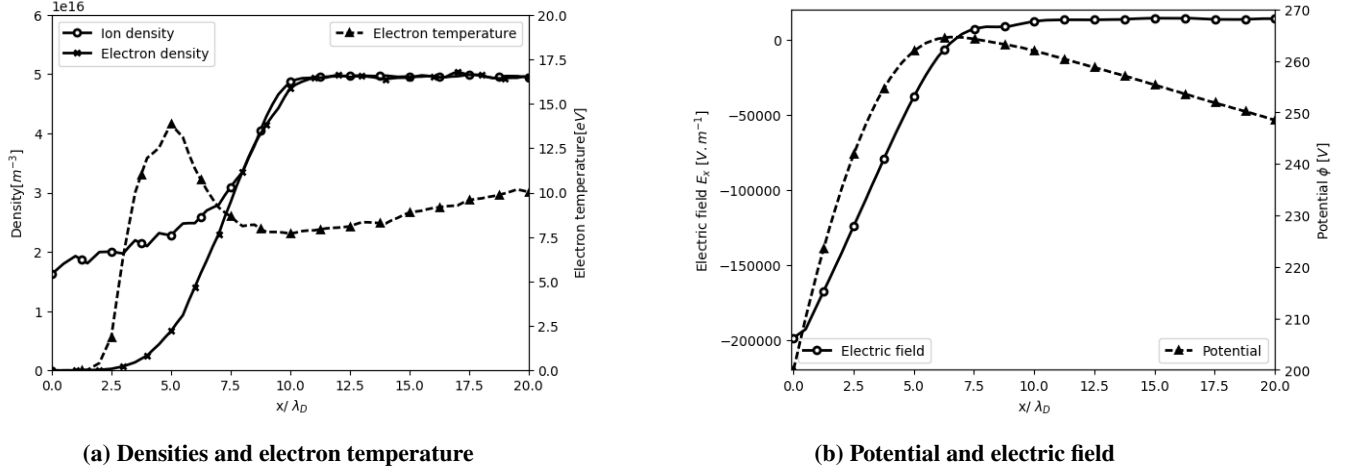 1e16
Ion density
Electron density
Electron temperature
Density[m⁻³]
6
5
4
3
2
1
0
20.0
17.5
15.0
12.5
10.0
7.5
5.0
2.5
0.0
Electron temperature[eV]
0.0 2.5 5.0 7.5 10.0 12.5 15.0 17.5 20.0
x/ λ_D
(a) Densities and electron temperature
Electric field E_x [V.m⁻¹]
0
−50000
−100000
−150000
−200000
270
260
250
240
230
220
210
200
Potential ϕ [V]
Electric field
Potential
0.0 2.5 5.0 7.5 10.0 12.5 15.0 17.5 20.0
x/ λ_D
(b) Potential and electric field